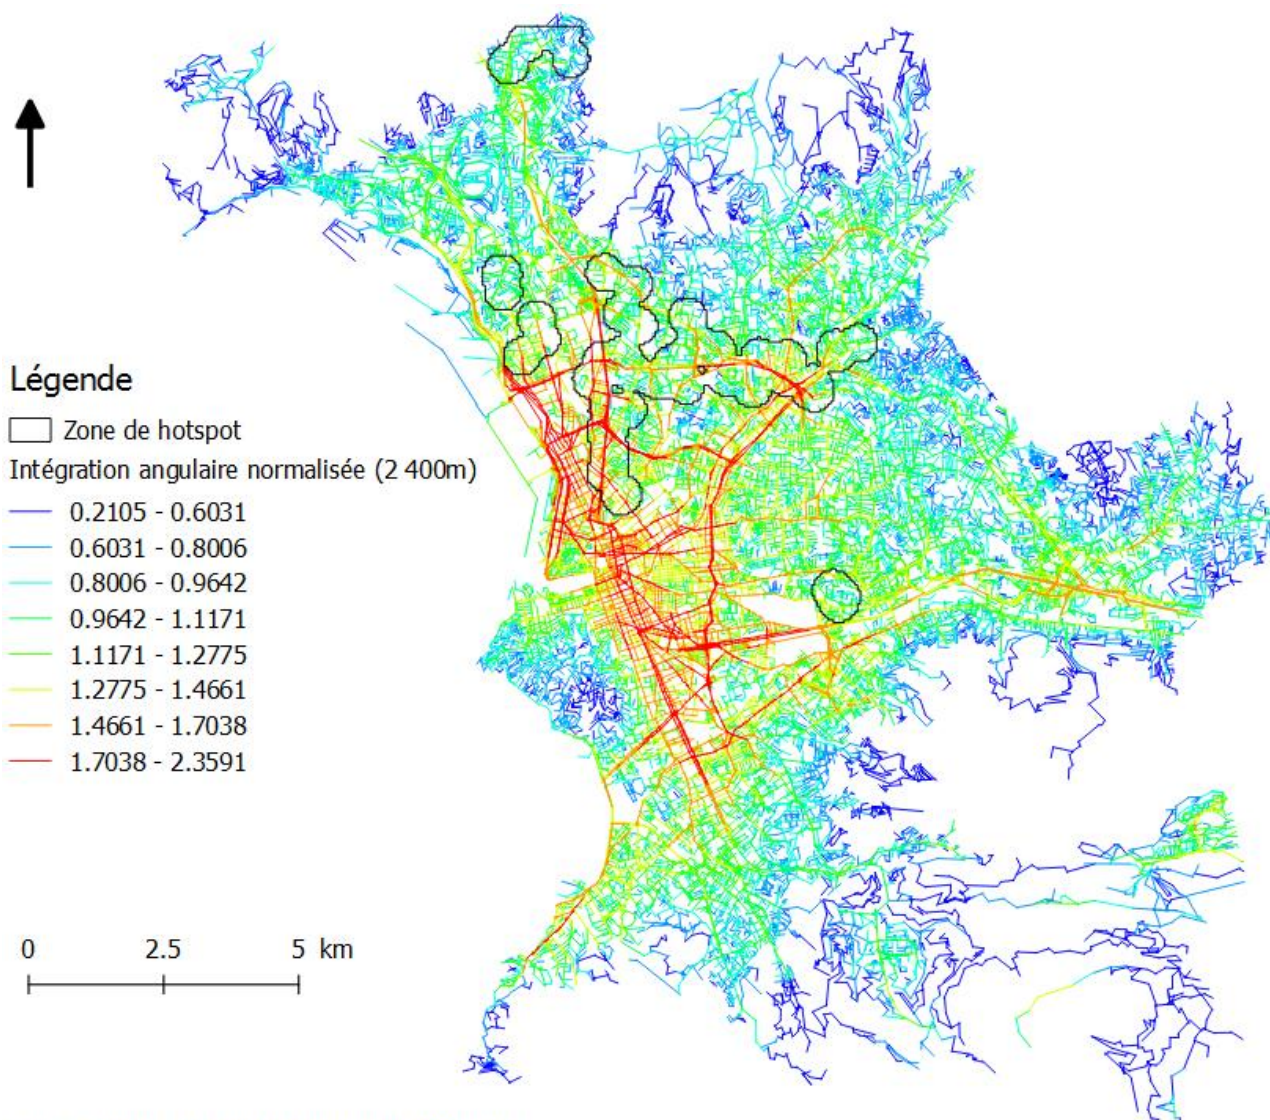 Légende
Zone de hotspot
Intégration angulaire normalisée (2 400m)
0.2105 - 0.6031
0.6031 - 0.8006
0.8006 - 0.9642
0.9642 - 1.1171
1.1171 - 1.2775
1.2775 - 1.4661
1.4661 - 1.7038
1.7038 - 2.3591
0 2.5 5 km